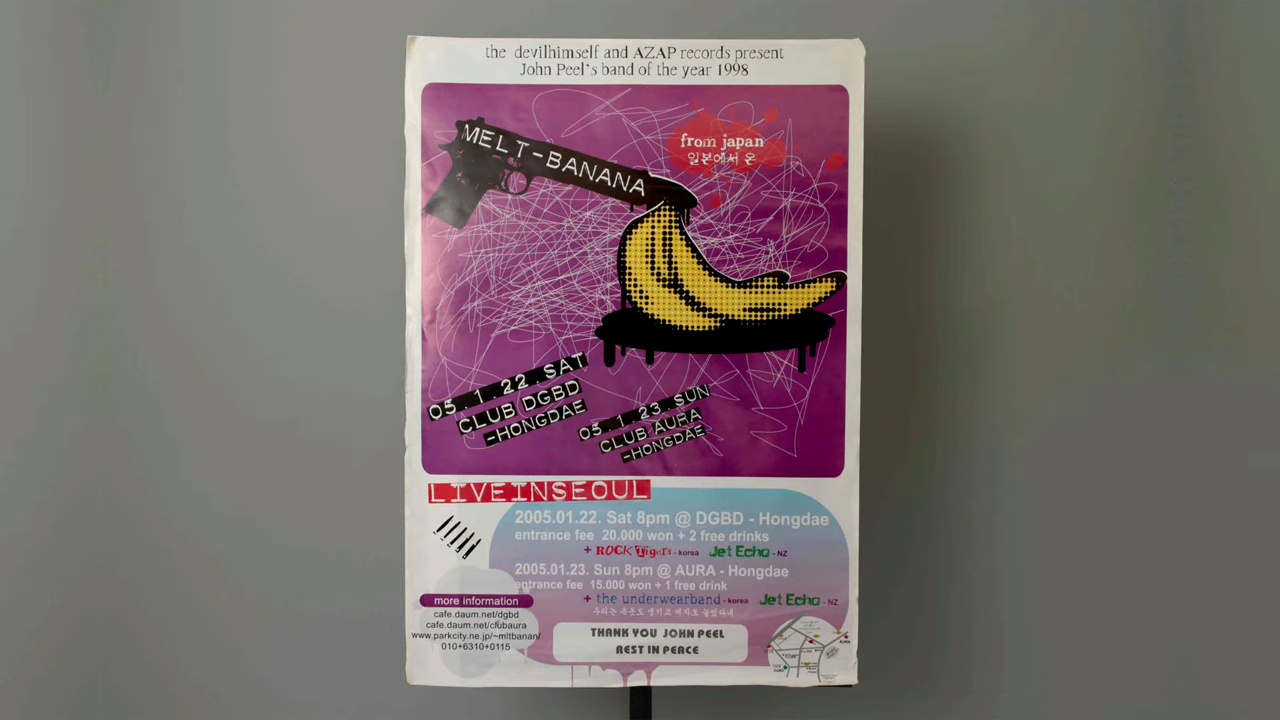 the devilhimself and AZAP records present
John Peel's band of the year 1998
MELT-BANANA
from japan
일본에서 온
05.1.22.SAT
CLUB DGBD
-HONGDAE
05.1.23.SUN
CLUB AURA
-HONGDAE
LIVEINSEOUL
2005.01.22. Sat 8pm @ DGBD - Hongdae
entrance fee 20.000 won + 2 free drinks
+ ROCK Tigers - korea Jet Echo - NZ
2005.01.23. Sun 8pm @ AURA - Hongdae
entrance fee 15.000 won + 1 free drink
+ the underwearband - korea Jet Echo - NZ
more information
cafe.daum.net/dgbd
cafe.daum.net/clubaura
www.parkcity.ne.jp/~mltbanan/
010+6310+0115
THANK YOU JOHN PEEL
REST IN PEACE
AURA